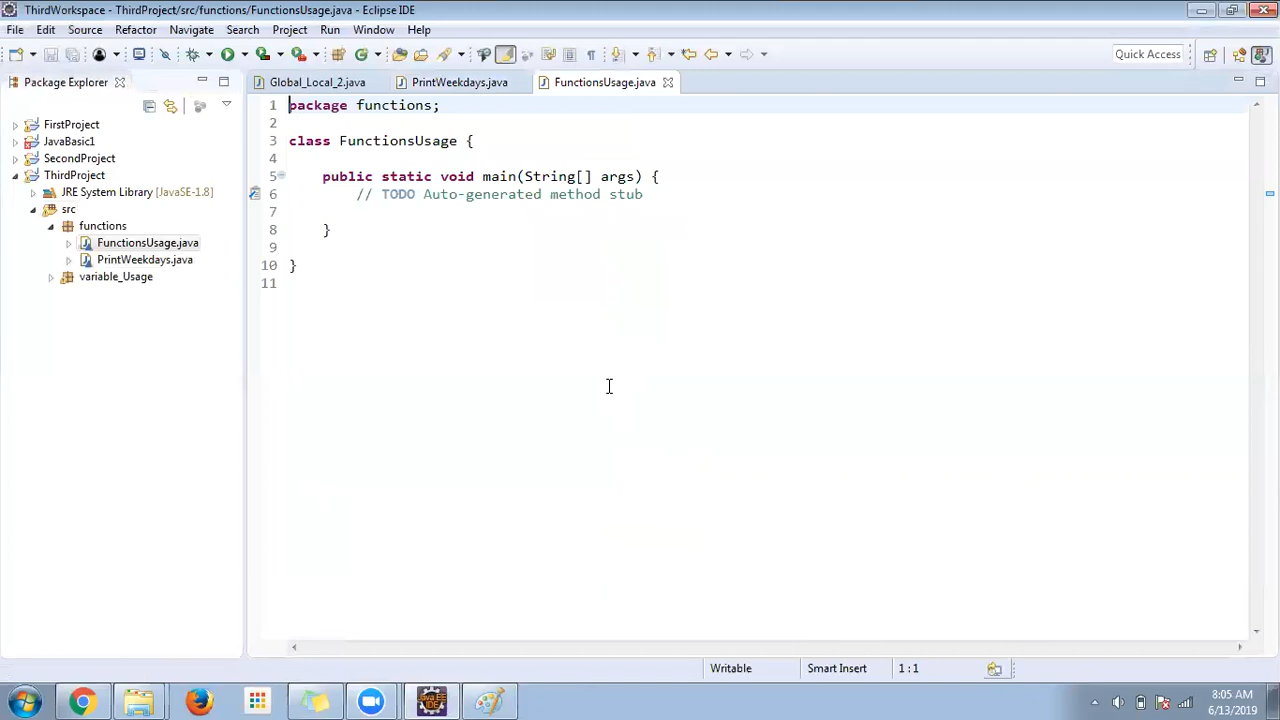 ThirdWorkspace - ThirdProject/src/functions/FunctionsUsage.java - Eclipse IDE
File Edit Source Refactor Navigate Search Project Run Window Help
Quick Access
Package Explorer
Global_Local_2.java PrintWeekdays.java FunctionsUsage.java
FirstProject
JavaBasic1
SecondProject
ThirdProject
JRE System Library [JavaSE-1.8]
src
functions
FunctionsUsage.java
PrintWeekdays.java
variable_Usage
1 package functions;
2
3 class FunctionsUsage {
4
5 public static void main(String[] args) {
6 // TODO Auto-generated method stub
7
8 }
9
10 }
11
Writable Smart Insert 1 : 1
Java EE
IDE
8:05 AM
6/13/2019